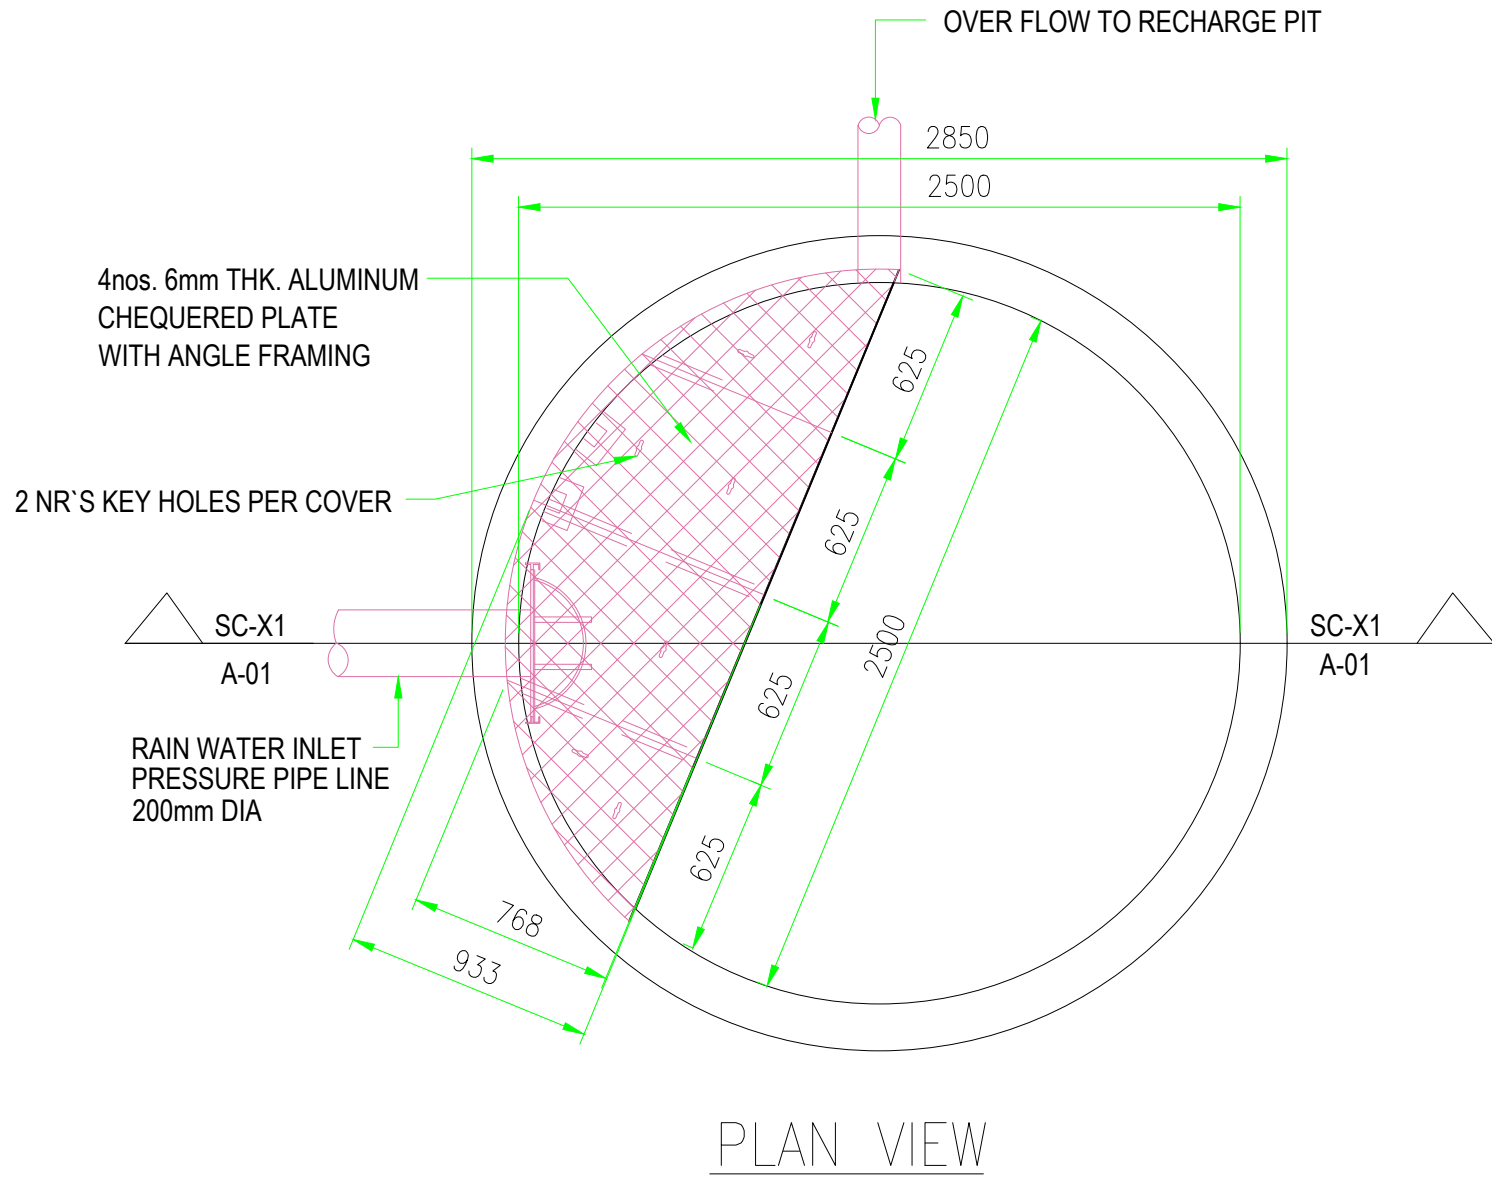 OVER FLOW TO RECHARGE PIT
2850
2500
4nos. 6mm THK. ALUMINUM
CHEQUERED PLATE
WITH ANGLE FRAMING
625
2 NR`S KEY HOLES PER COVER
625
SC-X1
A-01
2500
SC-X1
A-01
625
RAIN WATER INLET
PRESSURE PIPE LINE
200mm DIA
625
768
933
PLAN VIEW